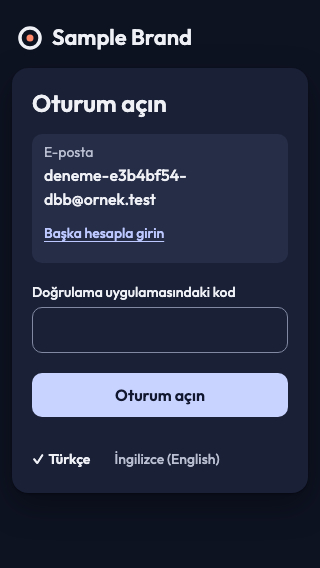 Sample Brand
Oturum açın
E-posta
deneme-e3b4bf54-
dbb@ornek.test
Başka hesapla girin
Doğrulama uygulamasındaki kod
Oturum açın
Türkçe
İngilizce (English)